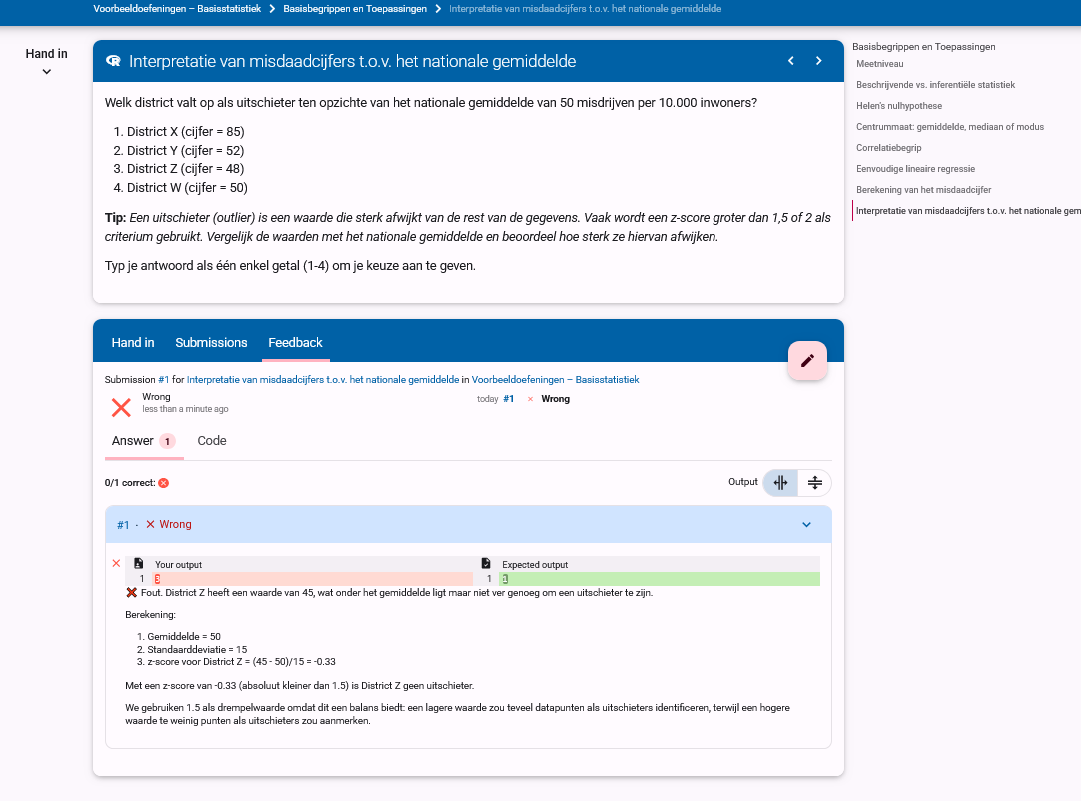 Voorbeeldoefeningen – Basisstatistiek
Basisbegrippen en Toepassingen
Interpretatie van misdaadcijfers t.o.v. het nationale gemiddelde
Hand in
Interpretatie van misdaadcijfers t.o.v. het nationale gemiddelde
Welk district valt op als uitschieter ten opzichte van het nationale gemiddelde van 50 misdrijven per 10.000 inwoners?
1. District X (cijfer = 85)
2. District Y (cijfer = 52)
3. District Z (cijfer = 48)
4. District W (cijfer = 50)
Tip: Een uitschieter (outlier) is een waarde die sterk afwijkt van de rest van de gegevens. Vaak wordt een z-score groter dan 1,5 of 2 als
criterium gebruikt. Vergelijk de waarden met het nationale gemiddelde en beoordeel hoe sterk ze hiervan afwijken.
Typ je antwoord als één enkel getal (1-4) om je keuze aan te geven.
Basisbegrippen en Toepassingen
Meetniveau
Beschrijvende vs. inferentiële statistiek
Helen's nulhypothese
Centrummaat: gemiddelde, mediaan of modus
Correlatiebegrip
Eenvoudige lineaire regressie
Berekening van het misdaadcijfer
Interpretatie van misdaadcijfers t.o.v. het nationale gem
Hand in Submissions Feedback
Submission #1 for Interpretatie van misdaadcijfers t.o.v. het nationale gemiddelde in Voorbeeldoefeningen – Basisstatistiek
Wrong
less than a minute ago
today #1 Wrong
Answer 1 Code
0/1 correct:
Output
#1 · Wrong
Your output Expected output
1 3 1 1
Fout. District Z heeft een waarde van 45, wat onder het gemiddelde ligt maar niet ver genoeg om een uitschieter te zijn.
Berekening:
1. Gemiddelde = 50
2. Standaarddeviatie = 15
3. z-score voor District Z = (45 - 50)/15 = -0.33
Met een z-score van -0.33 (absoluut kleiner dan 1.5) is District Z geen uitschieter.
We gebruiken 1.5 als drempelwaarde omdat dit een balans biedt: een lagere waarde zou teveel datapunten als uitschieters identificeren, terwijl een hogere
waarde te weinig punten als uitschieters zou aanmerken.